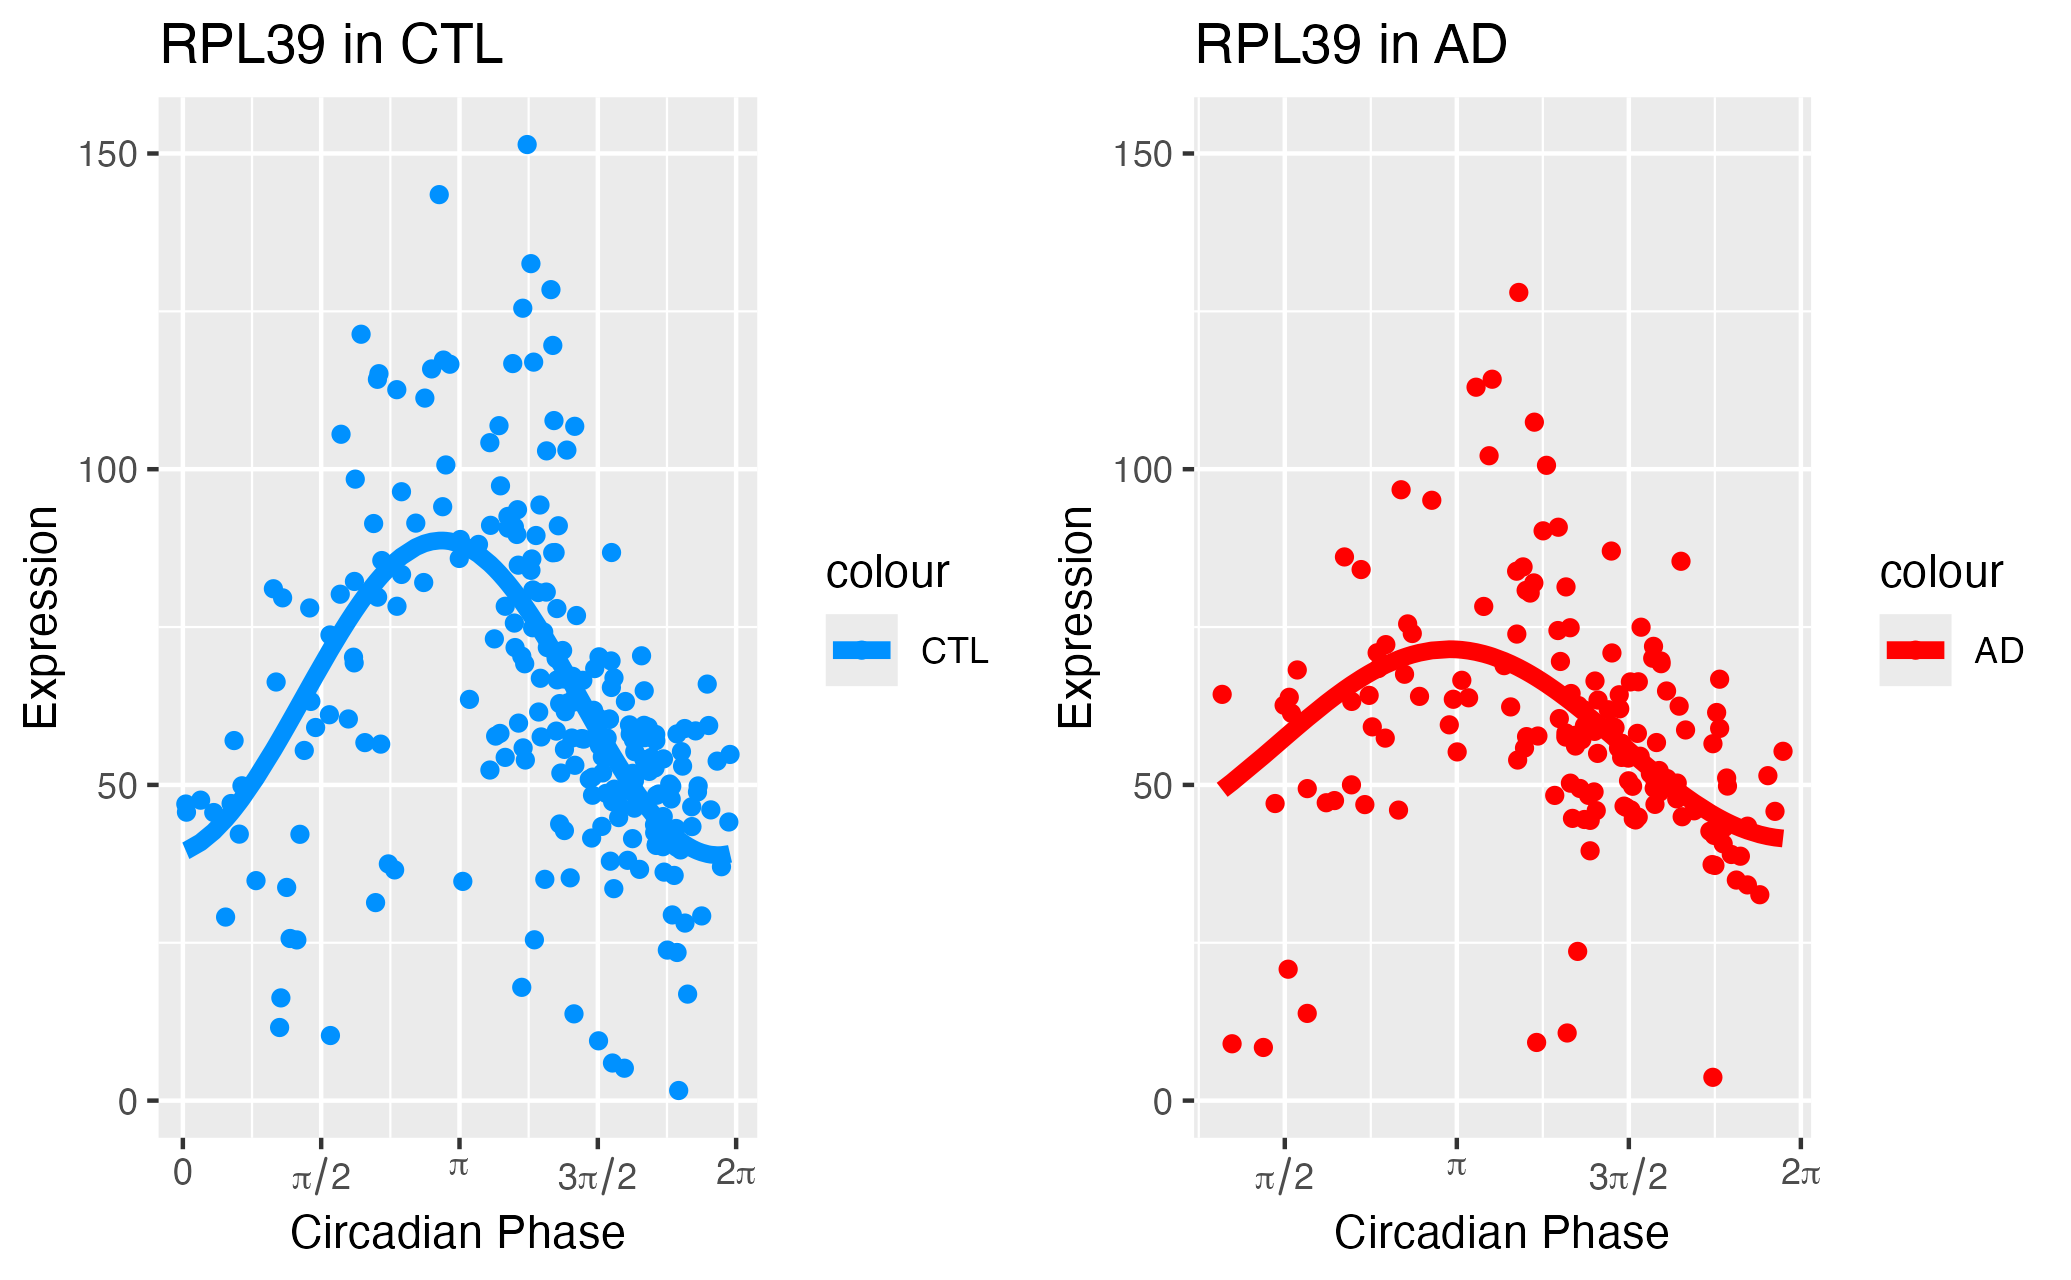 RPL39 in CTL
150
100
50
0
Expression
0 π/2 π 3π/2 2π
Circadian Phase
colour
CTL
RPL39 in AD
150
100
50
0
Expression
π/2 π 3π/2 2π
Circadian Phase
colour
AD